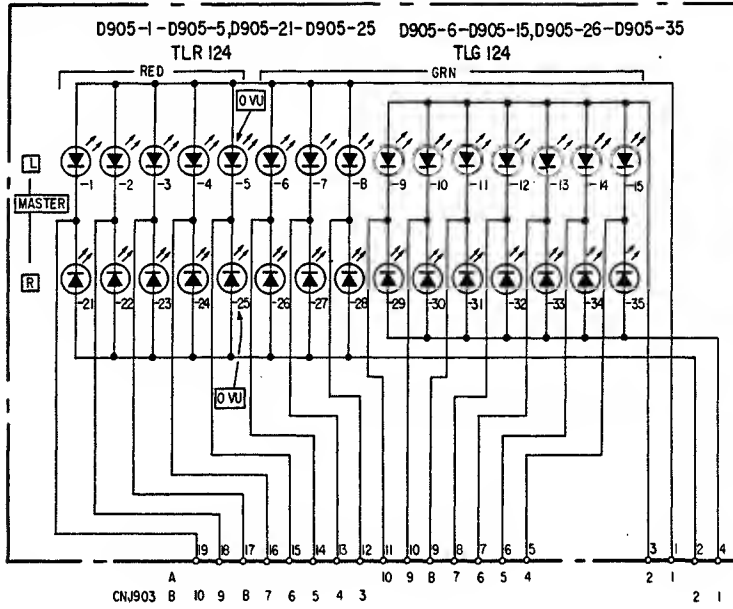 D905-1-D905-5,D905-21-D905-25 D905-6-D905-15,D905-26-D905-35
TLR 124 TLG 124
RED GRN
0 VU
L
-1 -2 -3 -4 -5 -6 -7 -8 -9 -10 -11 -12 -13 -14 -15
MASTER
R
-21 -22 -23 -24 -25 -26 -27 -28 -29 -30 -31 -32 -33 -34 -35
0 VU
19 18 17 16 15 14 13 12 11 10 9 8 7 6 5 3 1 2 4
A 10 9 8 7 6 5 4 2 1
CNJ903 B 10 9 8 7 6 5 4 3 2 1